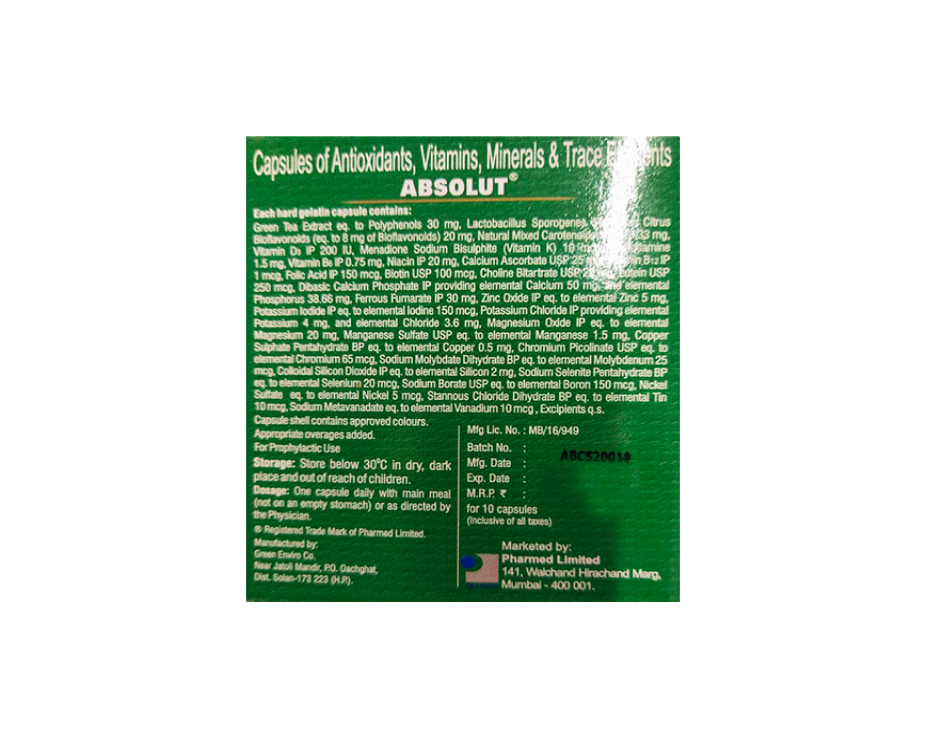 Capsules of Antioxidants, Vitamins, Minerals & Trace
ABSOLUT®
Each hard gelatin capsule contains:
Green Tea Extract eq. to Polyphenols 30 mg, Lactobacillus Sporogenes Citrus
Bioflavonoids (eq. to 8 mg of Bioflavonoids) 20 mg, Natural Mixed
Vitamin D3 IP 200 IU, Menadione Sodium Bisulphite (Vitamin K)
1.5 mg, Vitamin B6 IP 0.75 mg, Niacin IP 20 mg, Calcium Ascorbate USP 25 B12 IP
1 mcg, Folic Acid IP 150 mcg, Biotin USP 100 mcg, Choline Bitartrate USP Lutein USP
250 mcg, Dibasic Calcium Phosphate IP providing elemental Calcium 50 mg, and elemental
Phosphorus 38.66 mg, Ferrous Fumarate IP 30 mg, Zinc Oxide IP eq. to elemental Zinc 5 mg,
Potassium Iodide IP eq. to elemental Iodine 150 mcg, Potassium Chloride IP providing elemental
Potassium 4 mg, and elemental Chloride 3.6 mg, Magnesium Oxide IP eq. to elemental
Magnesium 20 mg, Manganese Sulfate USP eq. to elemental Manganese 1.5 mg, Copper
Sulphate Pentahydrate BP eq. to elemental Copper 0.5 mg, Chromium Picolinate USP eq. to
elemental Chromium 65 mcg, Sodium Molybdate Dihydrate BP eq. to elemental Molybdenum 25
mcg, Colloidal Silicon Dioxide IP eq. to elemental Silicon 2 mg, Sodium Selenite Pentahydrate BP
eq. to elemental Selenium 20 mcg, Sodium Borate USP eq. to elemental Boron 150 mcg, Nickel
Sulfate eq. to elemental Nickel 5 mcg, Stannous Chloride Dihydrate BP eq. to elemental Tin
10 mcg, Sodium Metavanadate eq. to elemental Vanadium 10 mcg , Excipients q.s.
Capsule shell contains approved colours.
Appropriate overages added.
For Prophylactic Use
Storage: Store below 30°C in dry, dark
place and out of reach of children.
Dosage: One capsule daily with main meal
(not on an empty stomach) or as directed by
the Physician.
® Registered Trade Mark of Pharmed Limited.
Manufactured by:
Green Enviro Co.
Near Jatoli Mandir, P.O. Oachghat,
Dist. Solan-173 223 (H.P.).
Mfg Lic. No. : MB/16/949
Batch No. : ABCS20018
Mfg. Date :
Exp. Date :
M.R.P. ₹ :
for 10 capsules
(Inclusive of all taxes)
Marketed by:
Pharmed Limited
141, Walchand Hirachand Marg,
Mumbai - 400 001.